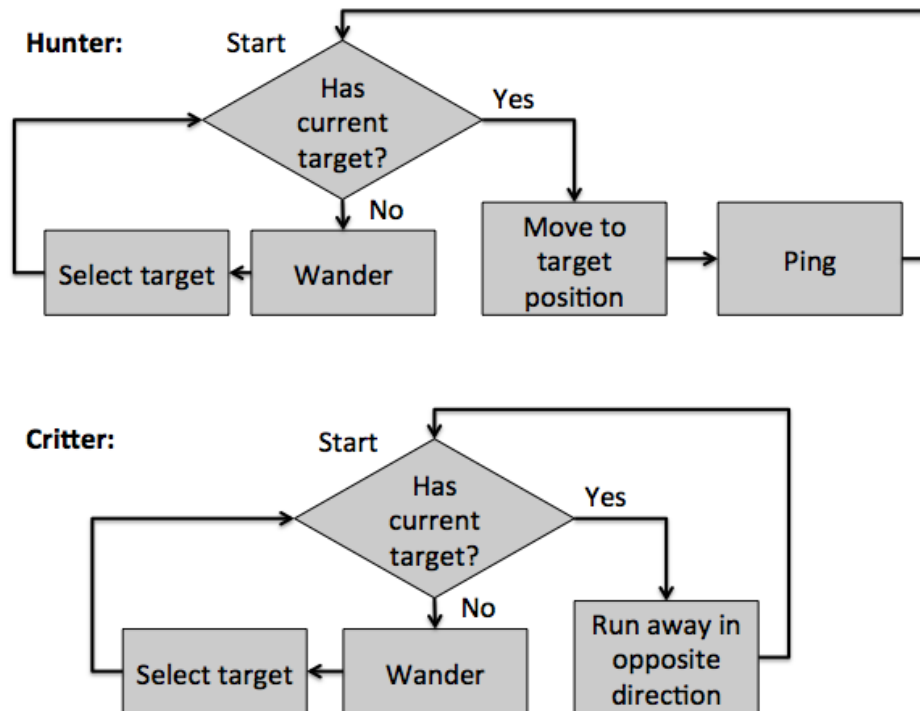 Hunter:
Start
Has
current
target?
Yes
No
Select target
Wander
Move to
target
position
Ping
Critter:
Start
Has
current
target?
Yes
No
Select target
Wander
Run away in
opposite
direction